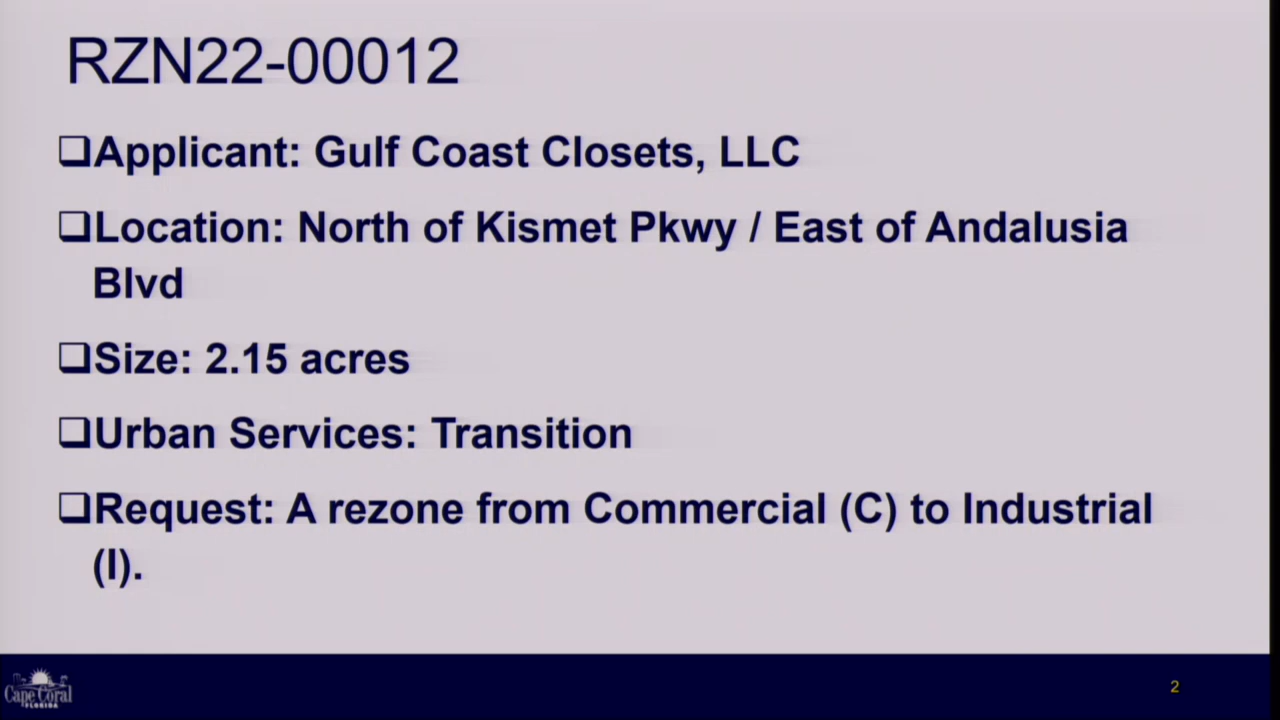 RZN22-00012
❑Applicant: Gulf Coast Closets, LLC
❑Location: North of Kismet Pkwy / East of Andalusia
Blvd
❑Size: 2.15 acres
❑Urban Services: Transition
❑Request: A rezone from Commercial (C) to Industrial
(I).
Cape Coral
FLORIDA
2